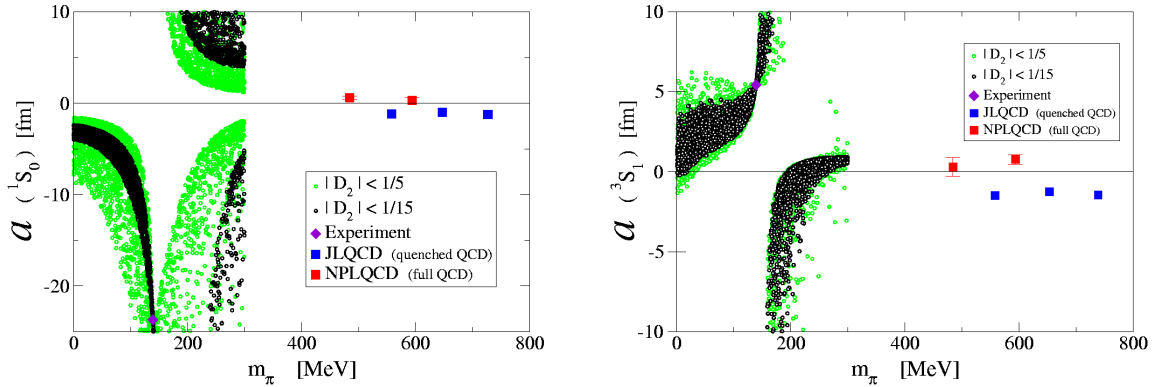 10
0
-10
-20
a ( ¹S₀ ) [fm]
| D₂ | < 1/5
| D₂ | < 1/15
Experiment
JLQCD (quenched QCD)
NPLQCD (full QCD)
0 200 400 600 800
m_π [MeV]
10
5
0
-5
-10
a ( ³S₁ ) [fm]
| D₂ | < 1/5
| D₂ | < 1/15
Experiment
JLQCD (quenched QCD)
NPLQCD (full QCD)
0 200 400 600 800
m_π [MeV]